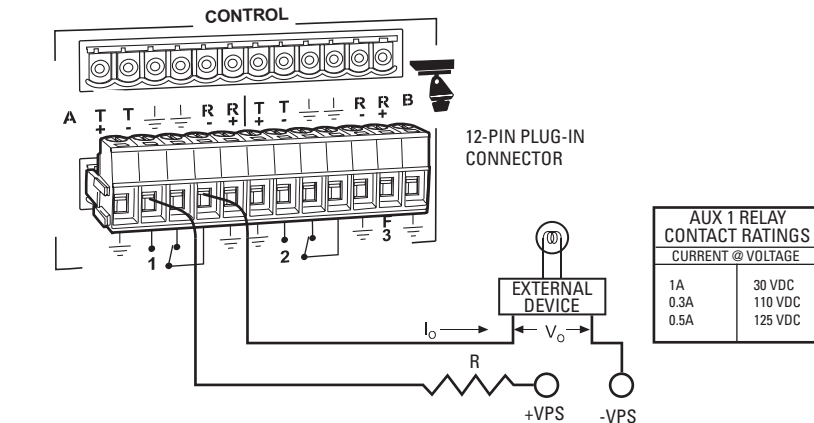 CONTROL
A T+ T- R- R+ T+ T- R- R+ B
12-PIN PLUG-IN
CONNECTOR
1 2 F 3
EXTERNAL
DEVICE
Io Vo
R
+VPS -VPS
AUX 1 RELAY
CONTACT RATINGS
CURRENT @ VOLTAGE
1A 30 VDC
0.3A 110 VDC
0.5A 125 VDC